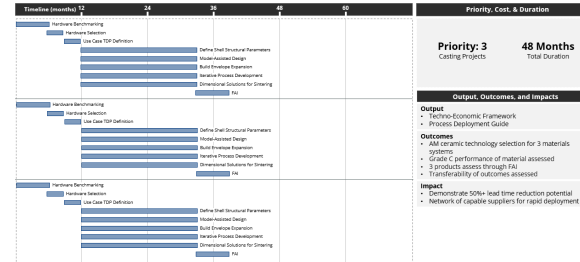 Timeline (months) 12 24 36 48 60
Hardware Benchmarking
Hardware Selection
Use Case TDP Definition
Define Shell Structural Parameters
Model-Assisted Design
Build Envelope Expansion
Iterative Process Development
Dimensional Solutions for Sintering
FAI
Hardware Benchmarking
Hardware Selection
Use Case TDP Definition
Define Shell Structural Parameters
Model-Assisted Design
Build Envelope Expansion
Iterative Process Development
Dimensional Solutions for Sintering
FAI
Hardware Benchmarking
Hardware Selection
Use Case TDP Definition
Define Shell Structural Parameters
Model-Assisted Design
Build Envelope Expansion
Iterative Process Development
Dimensional Solutions for Sintering
FAI
Priority, Cost, & Duration
Priority: 3 48 Months
Casting Projects Total Duration
Output, Outcomes, and Impacts
Output
• Techno-Economic Framework
• Process Deployment Guide
Outcomes
• AM ceramic technology selection for 3 materials
systems
• Grade C performance of material assessed
• 3 products assess through FAI
• Transferability of outcomes assessed
Impact
• Demonstrate 50%+ lead time reduction potential
• Network of capable suppliers for rapid deployment